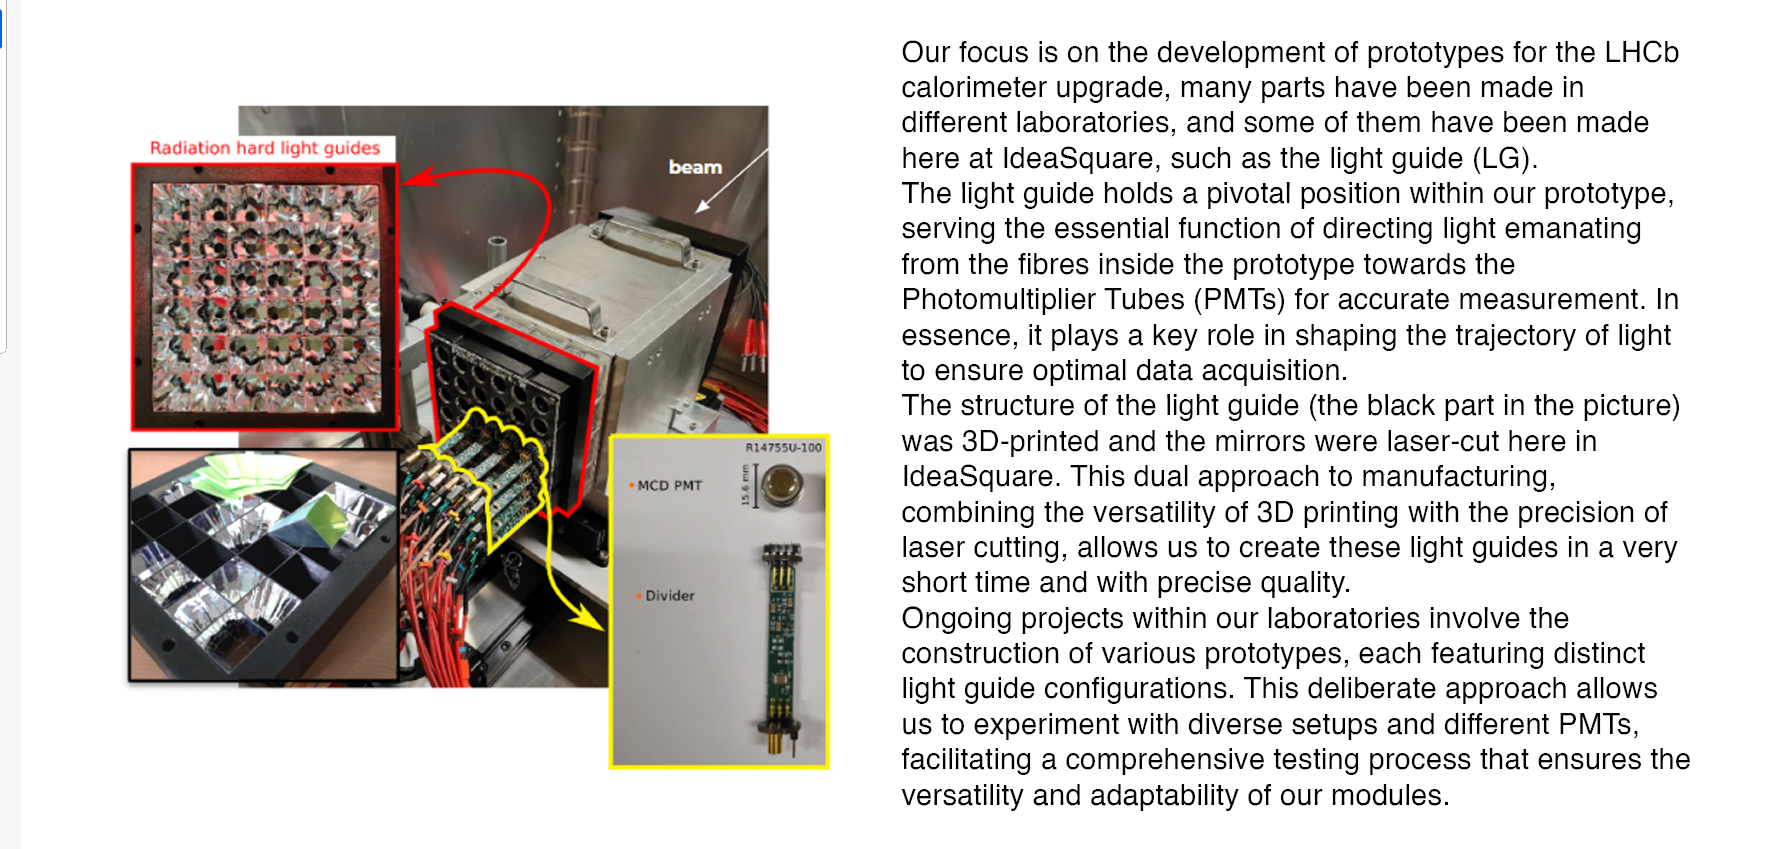 Radiation hard light guides
beam
R14755U-100
• MCD PMT
15.6 mm
• Divider
Our focus is on the development of prototypes for the LHCb
calorimeter upgrade, many parts have been made in
different laboratories, and some of them have been made
here at IdeaSquare, such as the light guide (LG).
The light guide holds a pivotal position within our prototype,
serving the essential function of directing light emanating
from the fibres inside the prototype towards the
Photomultiplier Tubes (PMTs) for accurate measurement. In
essence, it plays a key role in shaping the trajectory of light
to ensure optimal data acquisition.
The structure of the light guide (the black part in the picture)
was 3D-printed and the mirrors were laser-cut here in
IdeaSquare. This dual approach to manufacturing,
combining the versatility of 3D printing with the precision of
laser cutting, allows us to create these light guides in a very
short time and with precise quality.
Ongoing projects within our laboratories involve the
construction of various prototypes, each featuring distinct
light guide configurations. This deliberate approach allows
us to experiment with diverse setups and different PMTs,
facilitating a comprehensive testing process that ensures the
versatility and adaptability of our modules.